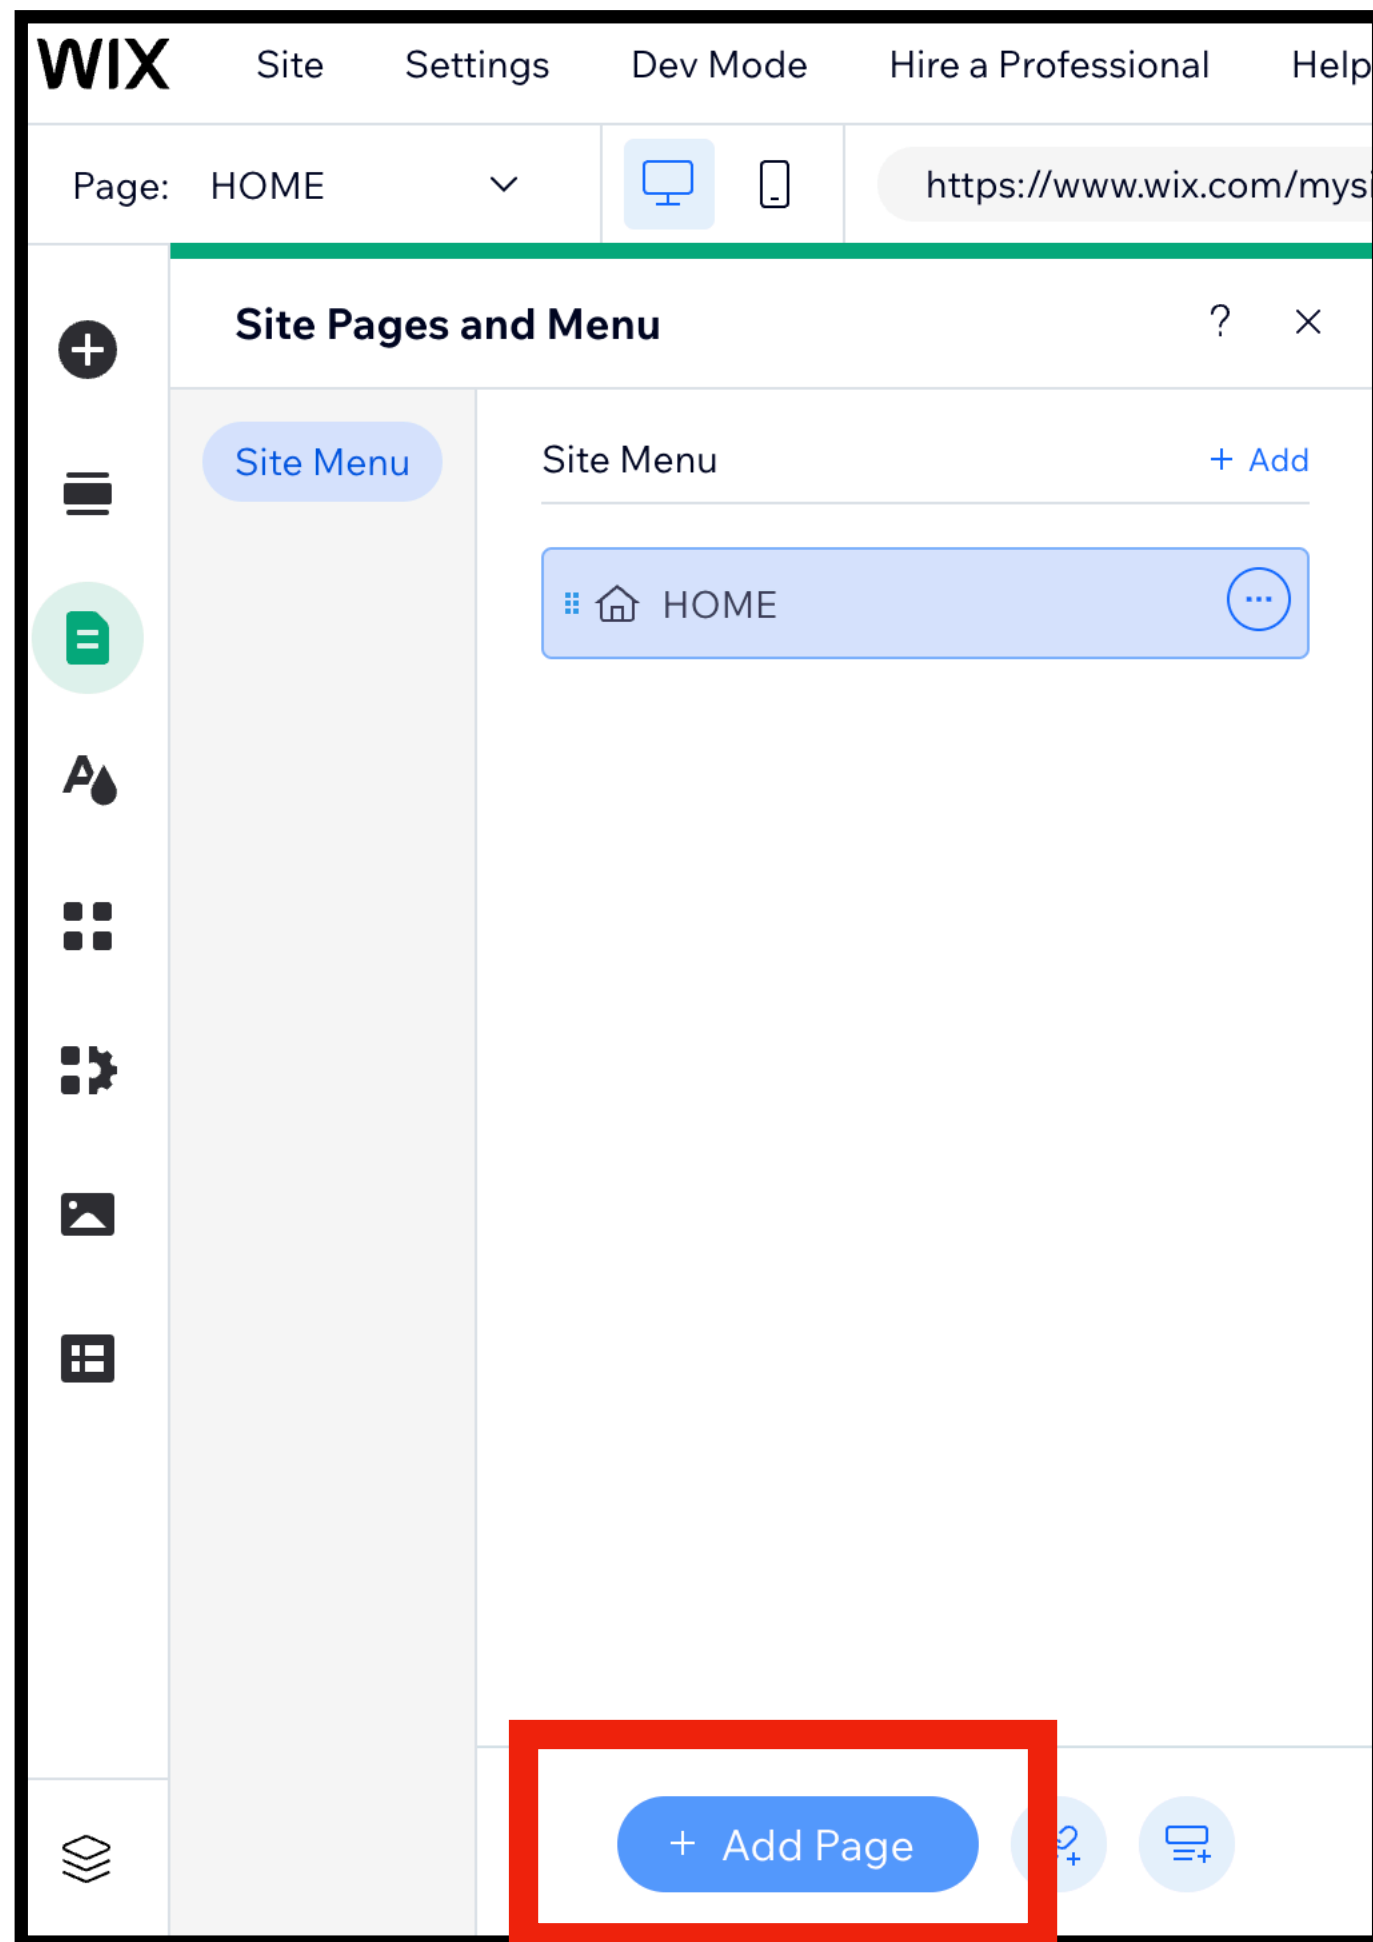 WIX Site Settings Dev Mode Hire a Professional Help
Page: HOME https://www.wix.com/mysi
Site Pages and Menu ?
Site Menu
Site Menu + Add
HOME
+ Add Page